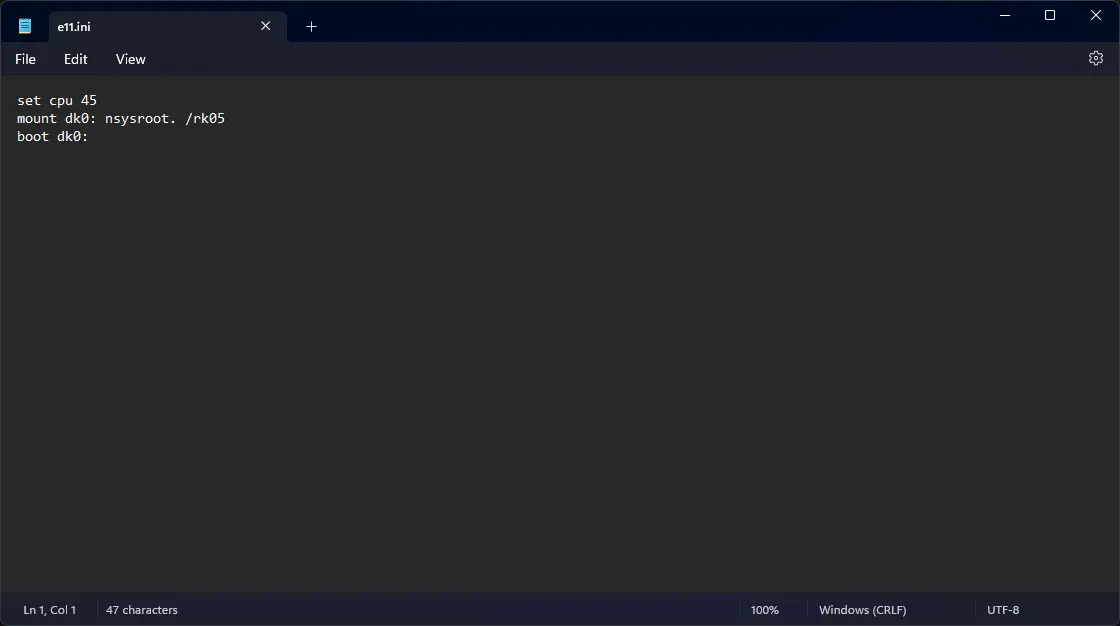 e11.ini
File Edit View
set cpu 45
mount dk0: nsysroot. /rk05
boot dk0:
Ln 1, Col 1 47 characters 100% Windows (CRLF) UTF-8